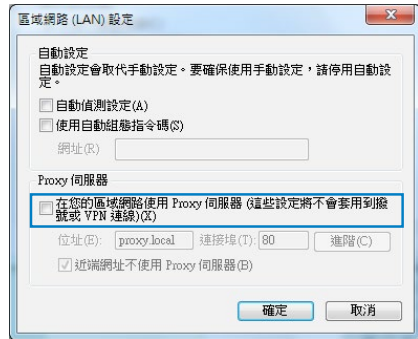 區域網路 (LAN) 設定
自動設定
自動設定會取代手動設定。要確保使用手動設定，請停用自動設
定。
自動偵測設定(A)
使用自動組態指令碼(S)
網址(R)
Proxy 伺服器
在您的區域網路使用 Proxy 伺服器 (這些設定將不會套用到撥
號或 VPN 連線)(X)
位址(E): proxy.local 連接埠(T): 80 進階(C)
近端網址不使用 Proxy 伺服器(B)
確定 取消